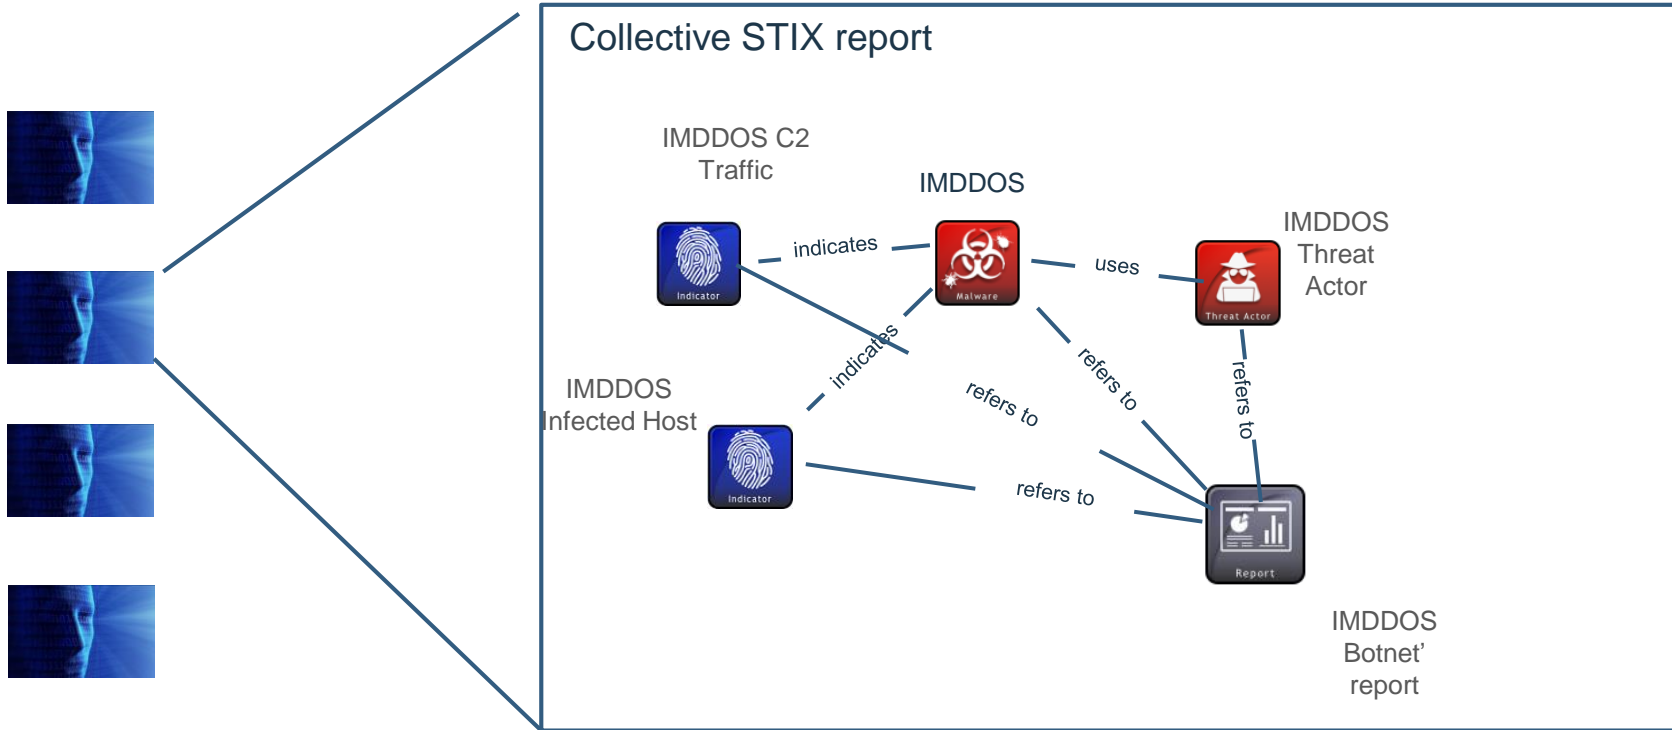 Collective STIX report
IMDDOS C2
Traffic
IMDDOS
IMDDOS
Threat
Actor
Indicator
indicates
Malware
uses
Threat Actor
indicates
refers to
refers to
refers to
IMDDOS
Infected Host
Indicator
refers to
Report
IMDDOS
Botnet’
report